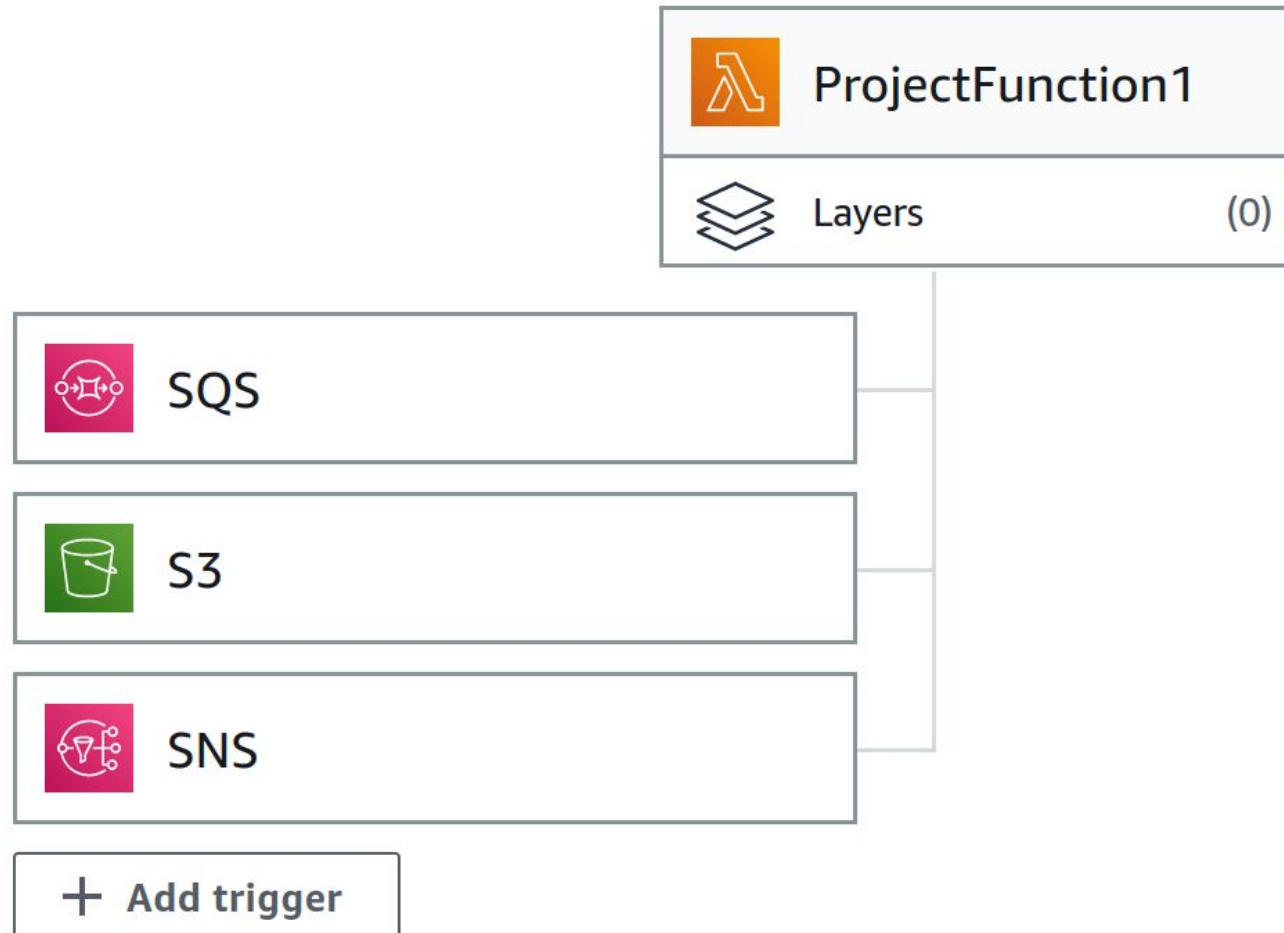 ProjectFunction1
Layers (0)
SQS
S3
SNS
+ Add trigger